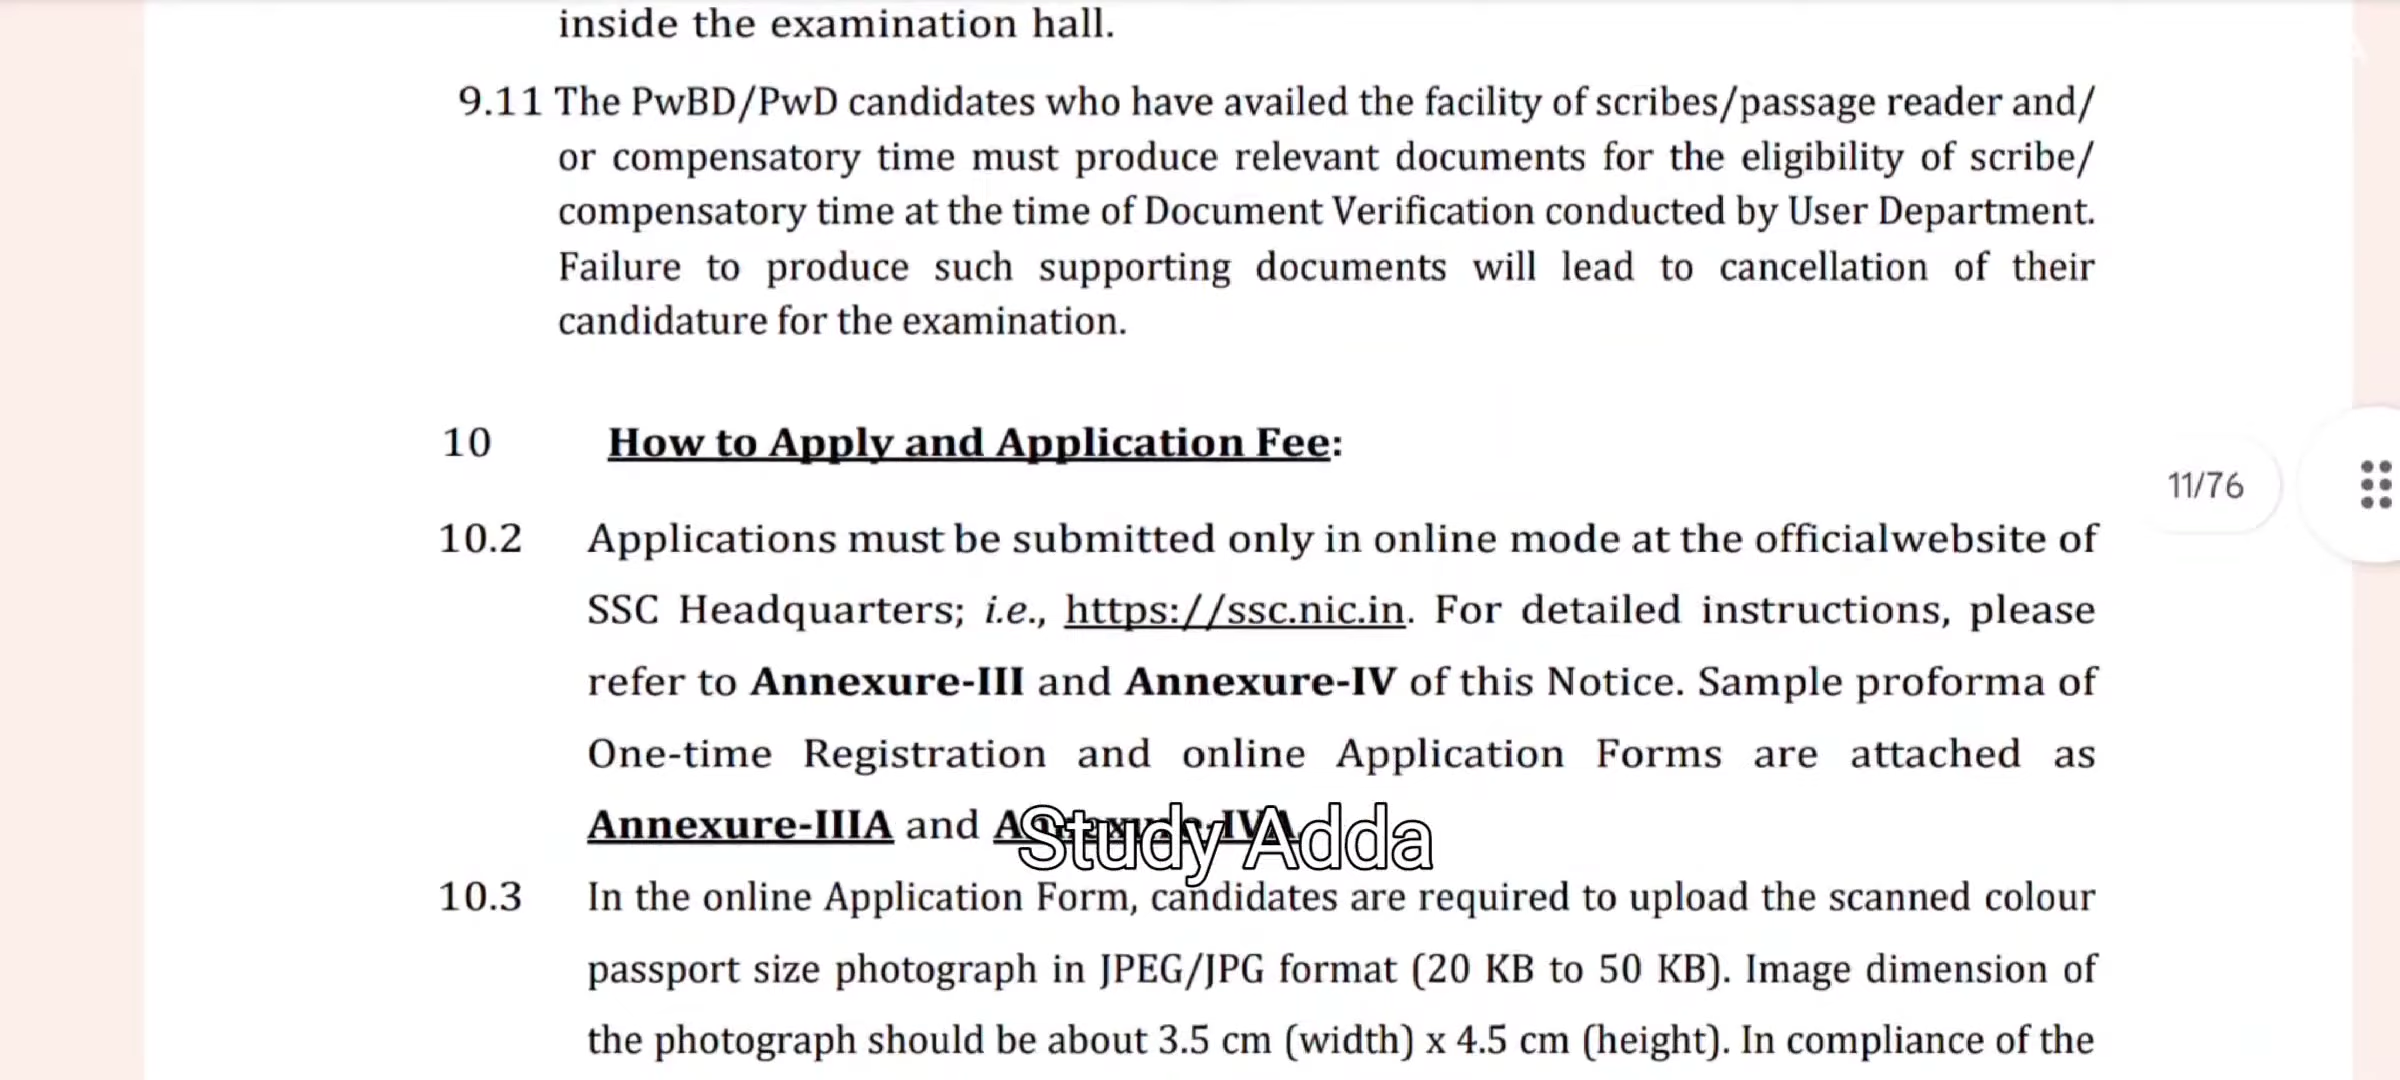 inside the examination hall.
9.11 The PwBD/PwD candidates who have availed the facility of scribes/passage reader and/
or compensatory time must produce relevant documents for the eligibility of scribe/
compensatory time at the time of Document Verification conducted by User Department.
Failure to produce such supporting documents will lead to cancellation of their
candidature for the examination.
10 How to Apply and Application Fee:
11/76
10.2 Applications must be submitted only in online mode at the officialwebsite of
SSC Headquarters; i.e., https://ssc.nic.in. For detailed instructions, please
refer to Annexure-III and Annexure-IV of this Notice. Sample proforma of
One-time Registration and online Application Forms are attached as
Annexure-IIIA and
Study Adda
10.3 In the online Application Form, candidates are required to upload the scanned colour
passport size photograph in JPEG/JPG format (20 KB to 50 KB). Image dimension of
the photograph should be about 3.5 cm (width) x 4.5 cm (height). In compliance of the